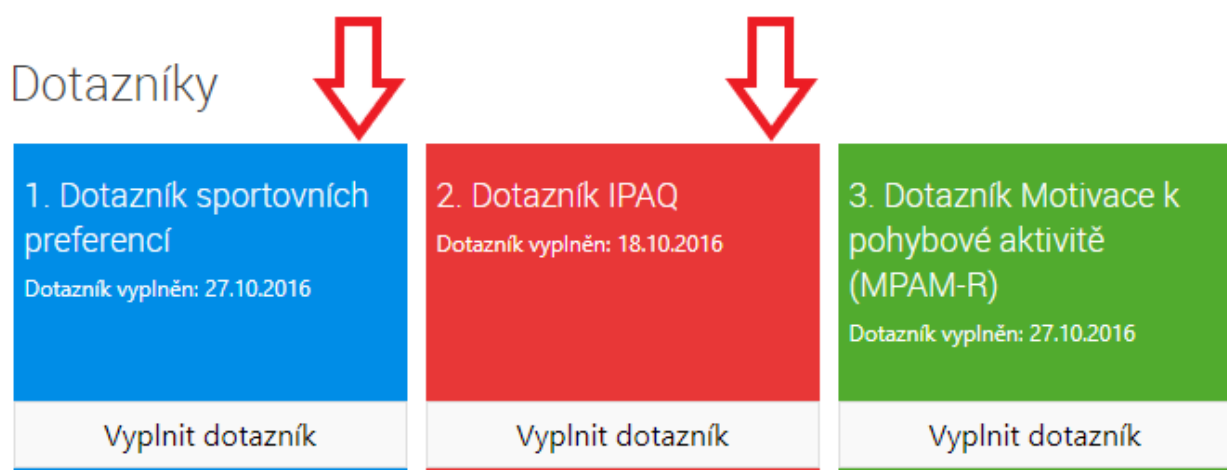 Dotazníky
1. Dotazník sportovních
preferencí
Dotazník vyplněn: 27.10.2016
Vyplnit dotazník
2. Dotazník IPAQ
Dotazník vyplněn: 18.10.2016
Vyplnit dotazník
3. Dotazník Motivace k
pohybové aktivitě
(MPAM-R)
Dotazník vyplněn: 27.10.2016
Vyplnit dotazník